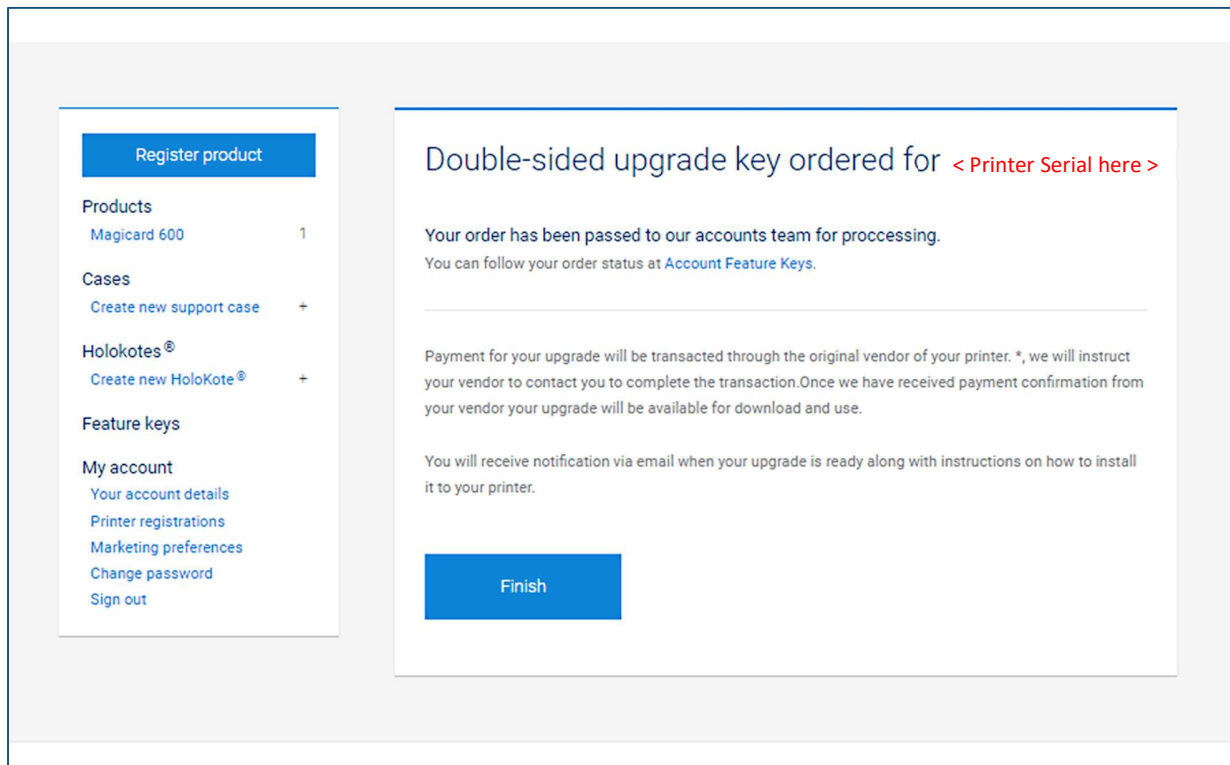 Register product
Products
Magicard 600 1
Cases
Create new support case +
Holokotes®
Create new HoloKote® +
Feature keys
My account
Your account details
Printer registrations
Marketing preferences
Change password
Sign out
Double-sided upgrade key ordered for < Printer Serial here >
Your order has been passed to our accounts team for proccessing.
You can follow your order status at Account Feature Keys.
Payment for your upgrade will be transacted through the original vendor of your printer. *, we will instruct
your vendor to contact you to complete the transaction.Once we have received payment confirmation from
your vendor your upgrade will be available for download and use.
You will receive notification via email when your upgrade is ready along with instructions on how to install
it to your printer.
Finish